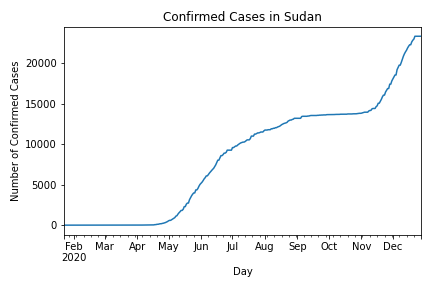 Confirmed Cases in Sudan
Number of Confirmed Cases
20000
15000
10000
5000
0
Feb Mar Apr May Jun Jul Aug Sep Oct Nov Dec
2020
Day